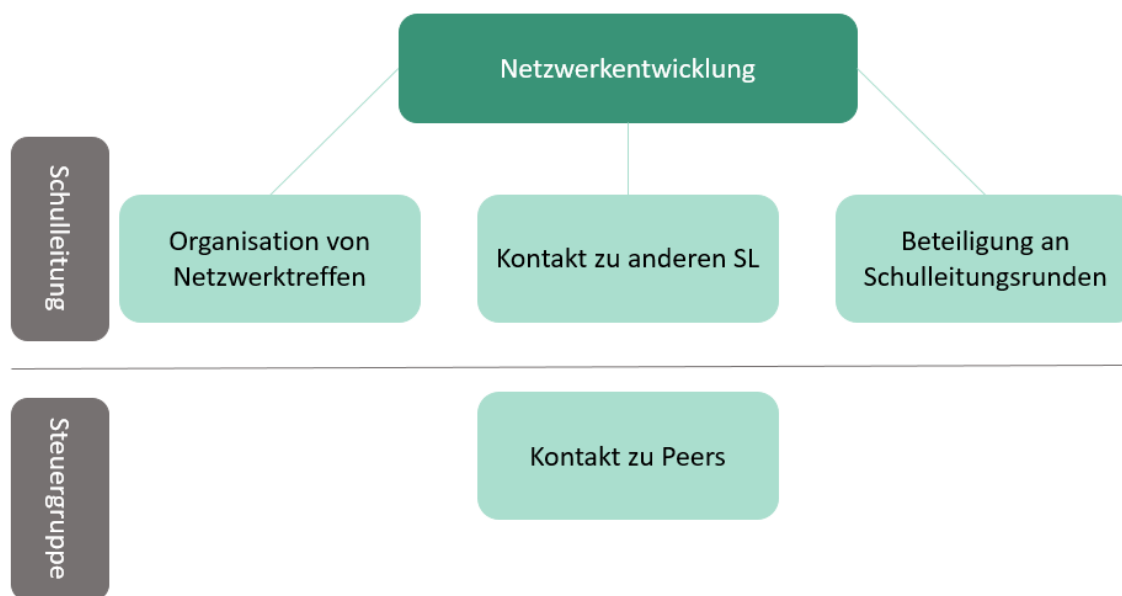 Netzwerkentwicklung
Schulleitung
Organisation von
Netzwerktreffen
Kontakt zu anderen SL
Beteiligung an
Schulleitungsrunden
Steuergruppe
Kontakt zu Peers